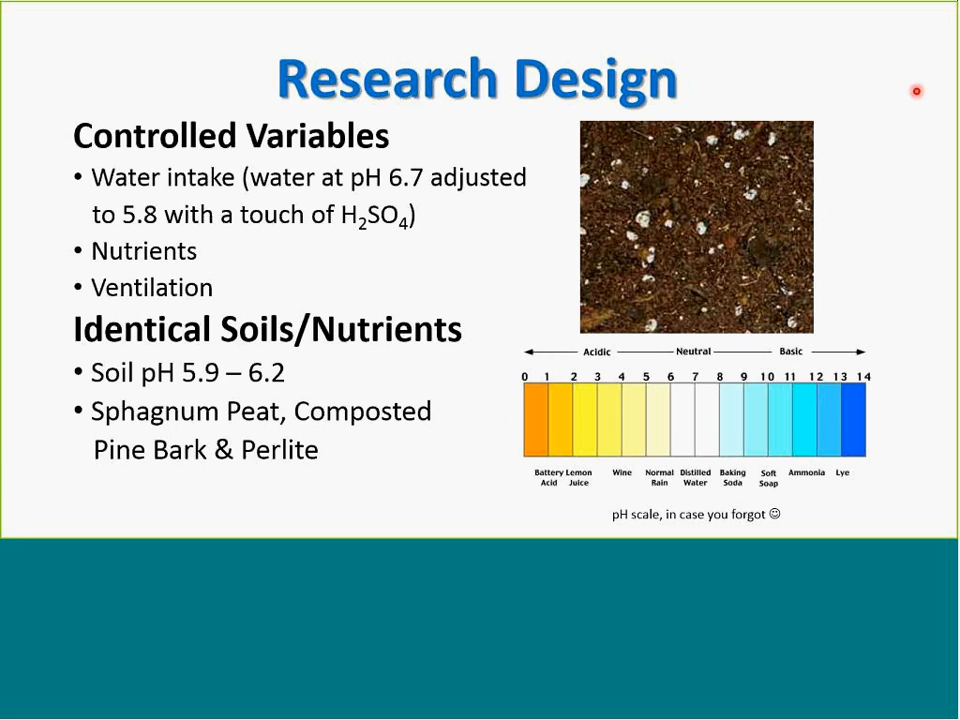 Research Design
Controlled Variables
• Water intake (water at pH 6.7 adjusted
to 5.8 with a touch of H₂SO₄)
• Nutrients
• Ventilation
Identical Soils/Nutrients
• Soil pH 5.9 – 6.2
• Sphagnum Peat, Composted
Pine Bark & Perlite
Acidic Neutral Basic
0 1 2 3 4 5 6 7 8 9 10 11 12 13 14
Battery Acid
Lemon Juice
Wine
Normal Rain
Distilled Water
Baking Soda
Soft Soap
Ammonia
Lye
pH scale, in case you forgot ☺